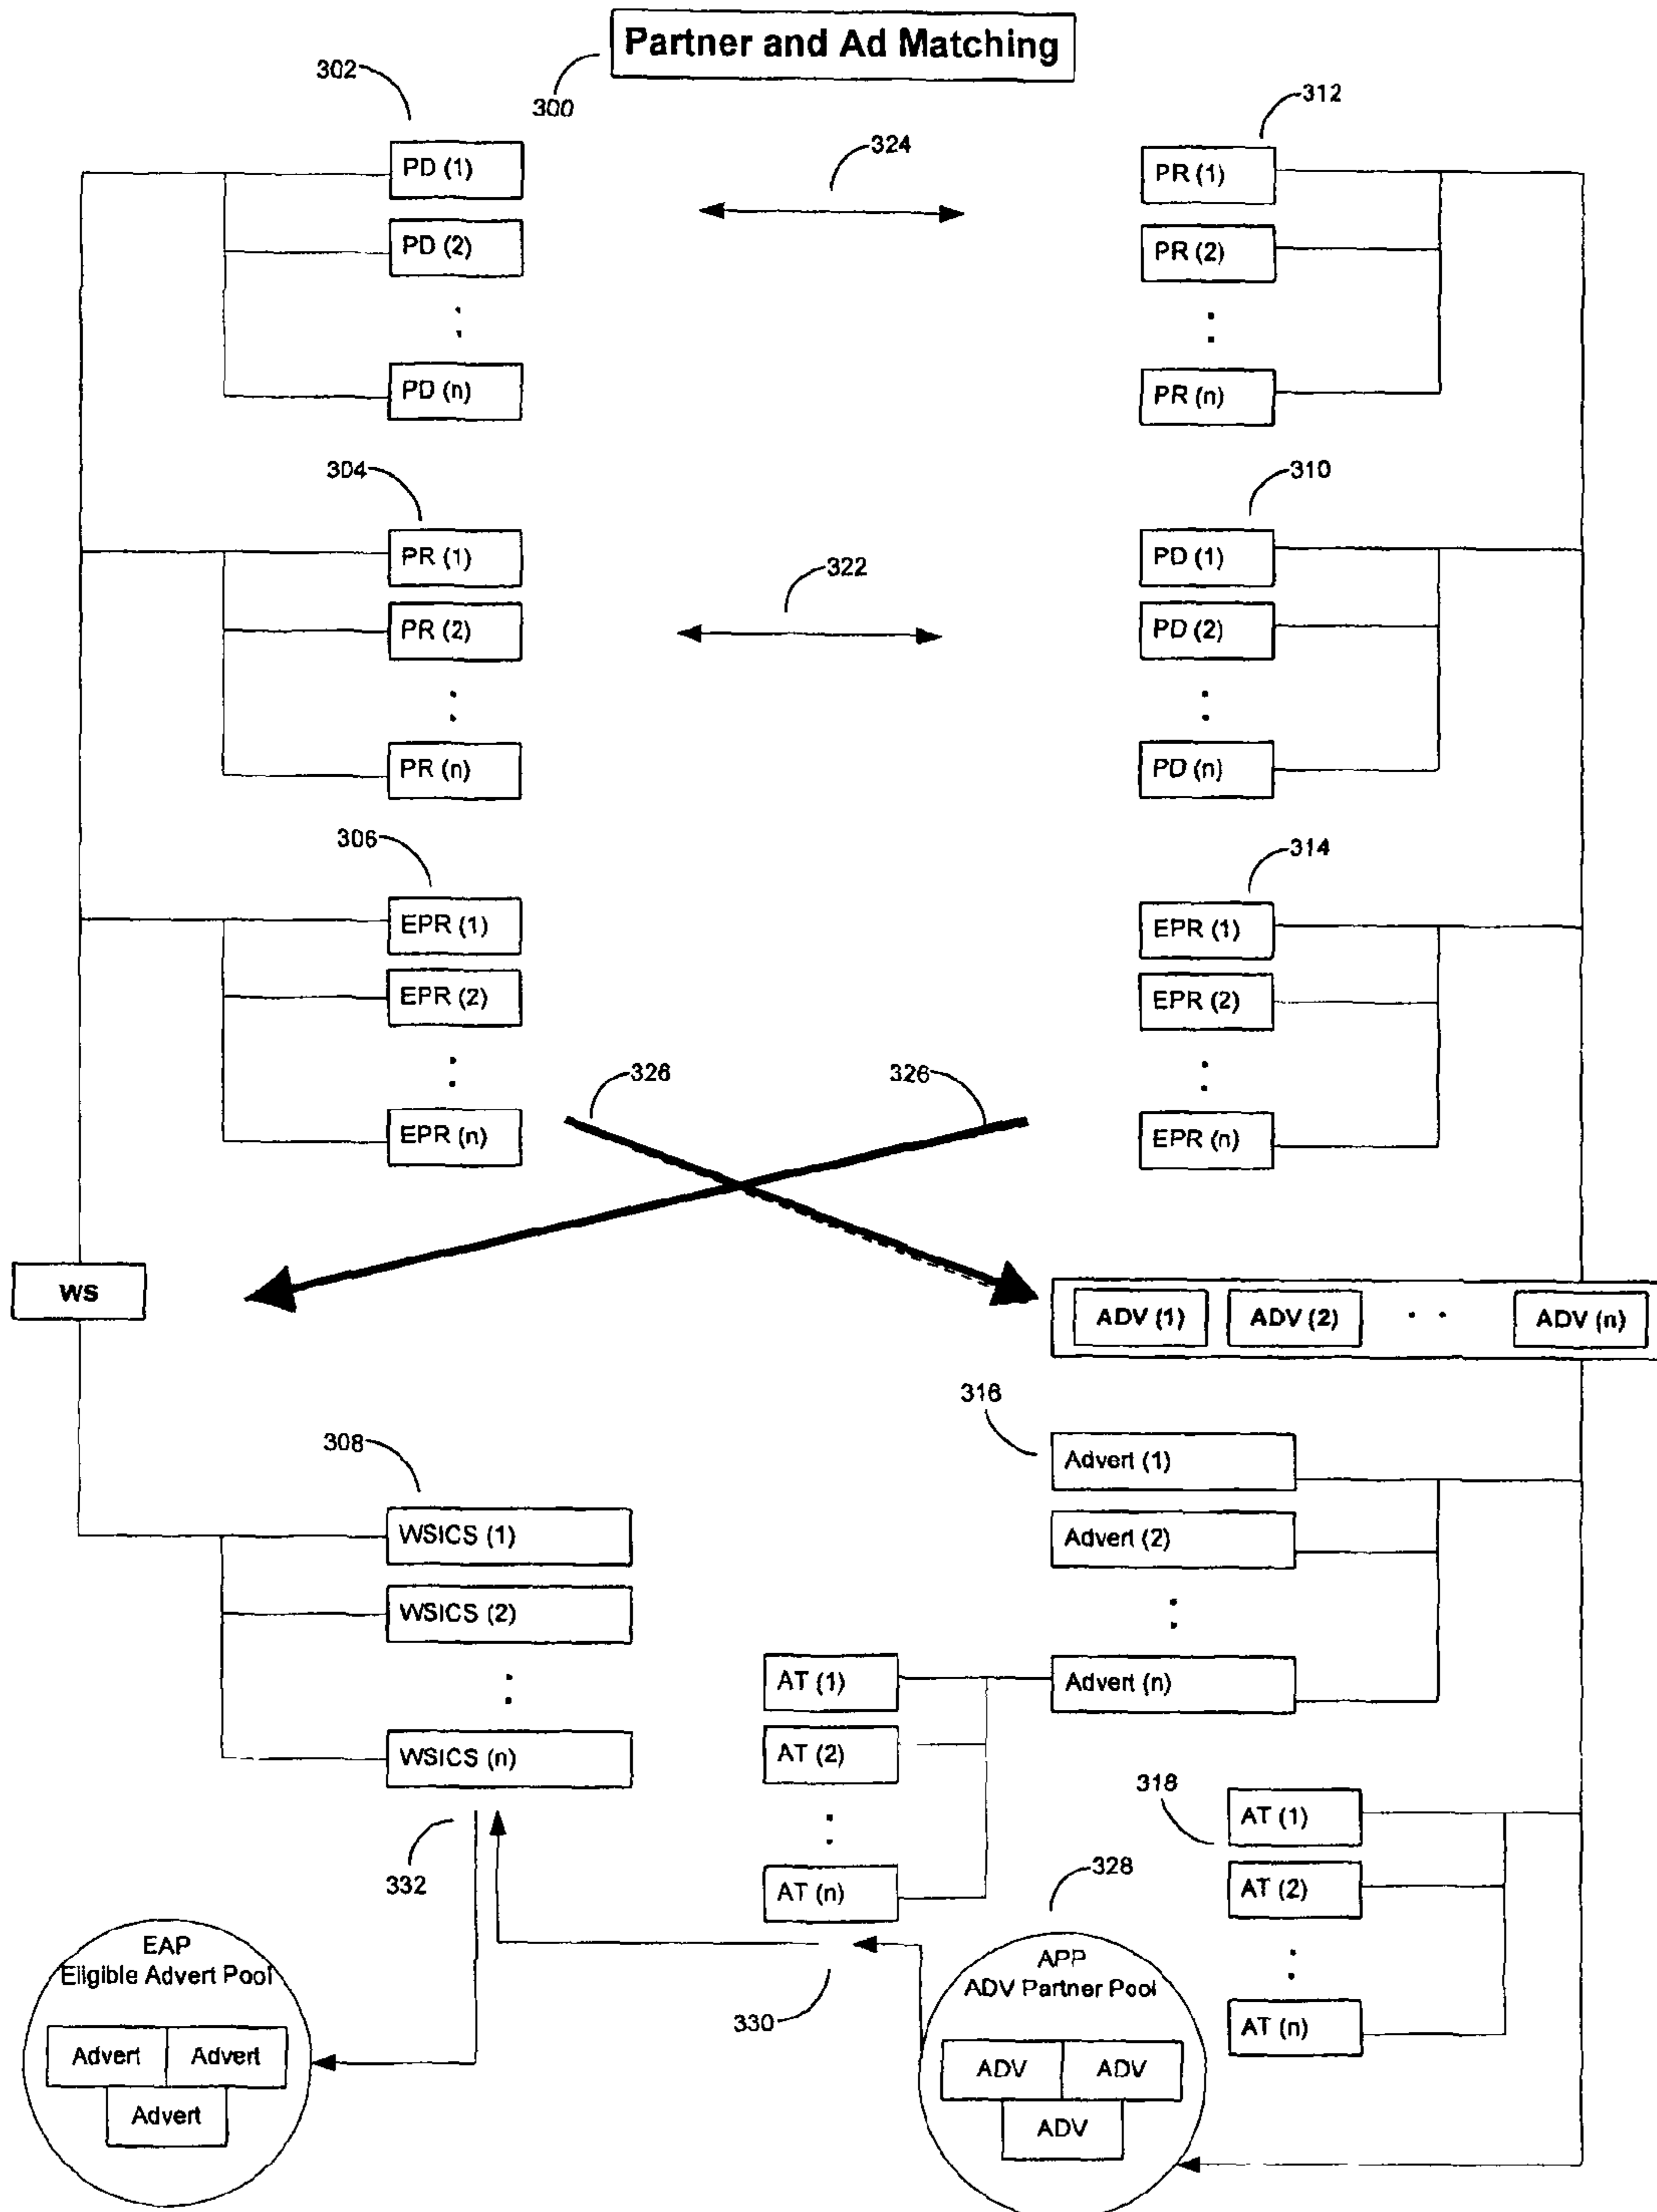 Partner and Ad Matching
300
302
PD (1)
PD (2)
PD (n)
324
312
PR (1)
PR (2)
PR (n)
304
PR (1)
PR (2)
PR (n)
322
310
PD (1)
PD (2)
PD (n)
306
EPR (1)
EPR (2)
EPR (n)
314
EPR (1)
EPR (2)
EPR (n)
326
326
WS
ADV (1) ADV (2) ADV (n)
308
WSICS (1)
WSICS (2)
WSICS (n)
316
Advert (1)
Advert (2)
Advert (n)
AT (1)
AT (2)
AT (n)
318
AT (1)
AT (2)
AT (n)
332
330
328
EAP
Eligible Advert Pool
Advert Advert
Advert
APP
ADV Partner Pool
ADV ADV
ADV